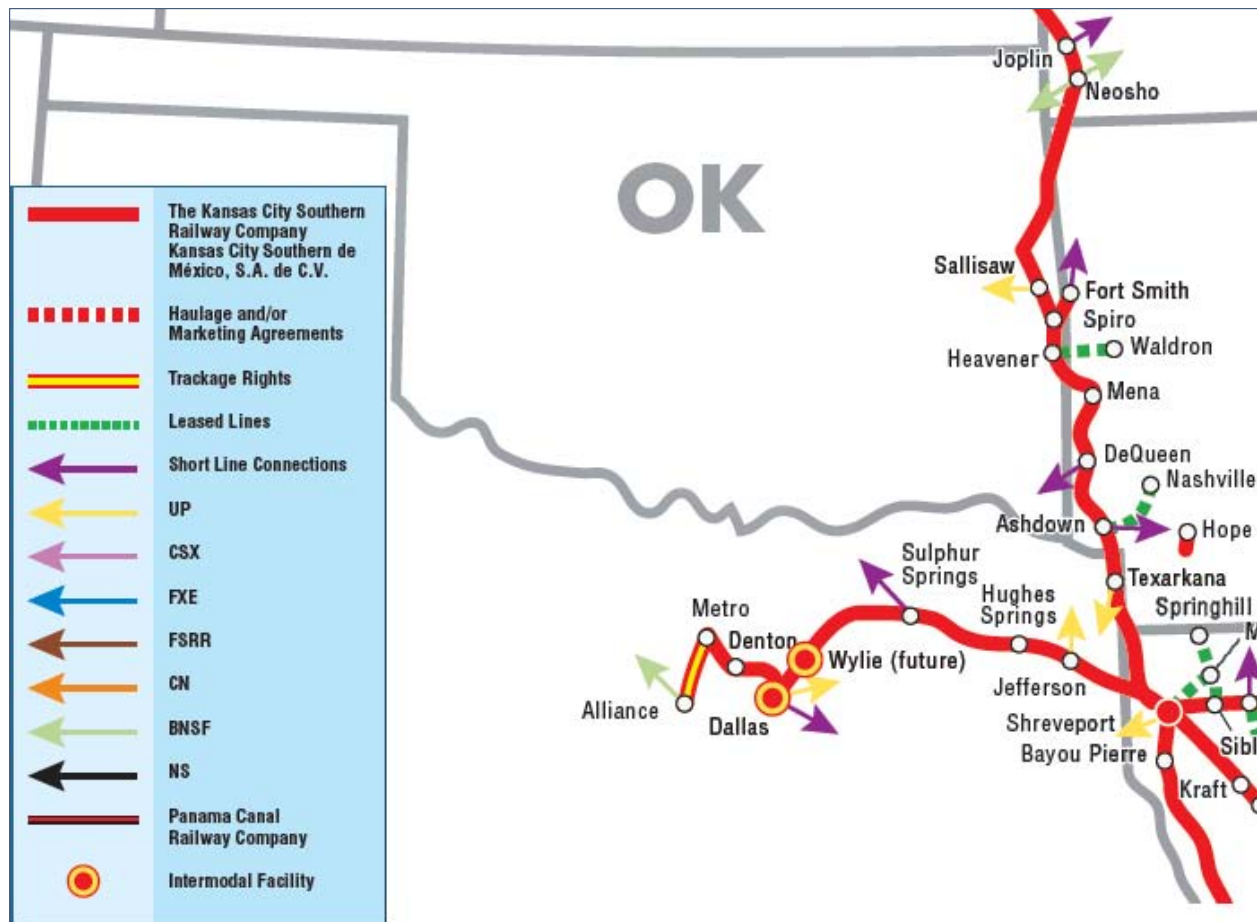 Joplin
Neosho
OK
The Kansas City Southern
Railway Company
Kansas City Southern de
México, S.A. de C.V.
Haulage and/or
Marketing Agreements
Trackage Rights
Leased Lines
Short Line Connections
UP
CSX
FXE
FSRR
CN
BNSF
NS
Panama Canal
Railway Company
Intermodal Facility
Sallisaw
Fort Smith
Spiro
Heavener
Waldron
Mena
DeQueen
Nashville
Ashdown
Hope
Sulphur
Springs
Texarkana
Hughes
Springs
Springhill
Metro
Denton
M
Wylie (future)
Alliance
Jefferson
Dallas
Shreveport
Sibl
Bayou Pierre
Kraft